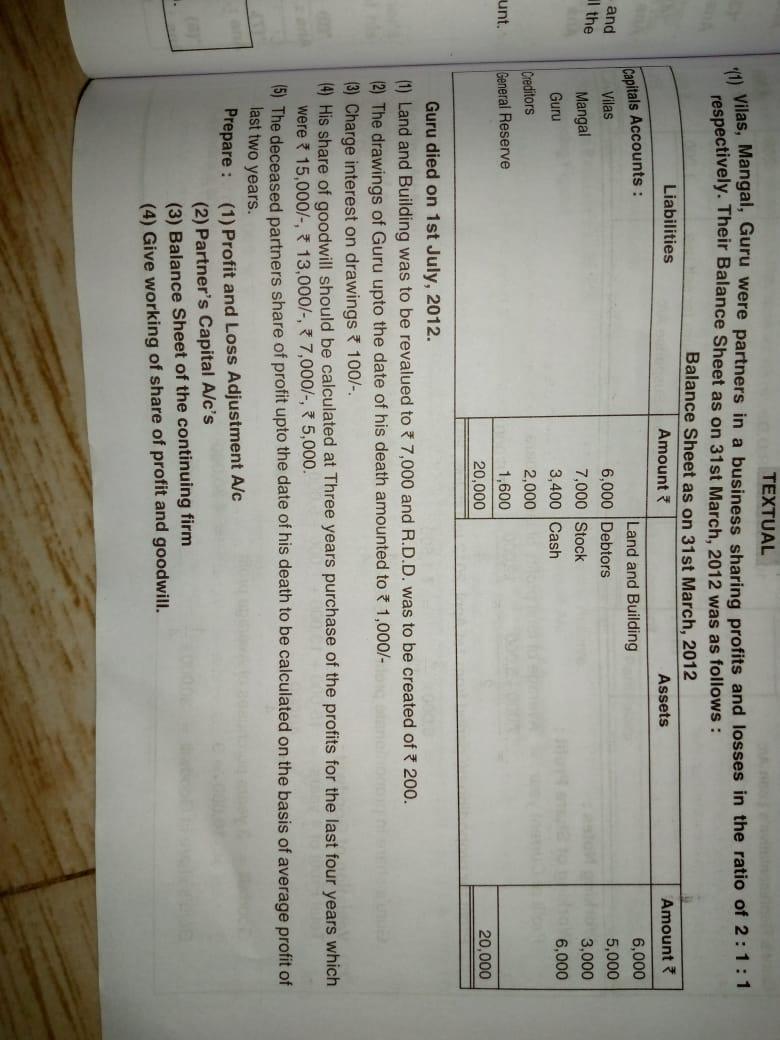 and
ll the
unt.
TEXTUAL
(1) Vilas, Mangal, Guru were partners in a business sharing profits and losses in the ratio of 2 : 1 : 1
respectively. Their Balance Sheet as on 31st March, 2012 was as follows :
Balance Sheet as on 31st March, 2012
Liabilities Amount ₹ Assets Amount ₹
Capitals Accounts : Land and Building 6,000
Vilas 6,000 Debtors 5,000
Mangal 7,000 Stock 3,000
Guru 3,400 Cash 6,000
Creditors 2,000
General Reserve 1,600
20,000 20,000
Guru died on 1st July, 2012.
(1) Land and Building was to be revalued to ₹ 7,000 and R.D.D. was to be created of ₹ 200.
(2) The drawings of Guru upto the date of his death amounted to ₹ 1,000/-
(3) Charge interest on drawings ₹ 100/-.
(4) His share of goodwill should be calculated at Three years purchase of the profits for the last four years which
were ₹ 15,000/-, ₹ 13,000/-, ₹ 7,000/-, ₹ 5,000.
(5) The deceased partners share of profit upto the date of his death to be calculated on the basis of average profit of
last two years.
Prepare : (1) Profit and Loss Adjustment A/c
(2) Partner's Capital A/c's
(3) Balance Sheet of the continuing firm
(4) Give working of share of profit and goodwill.